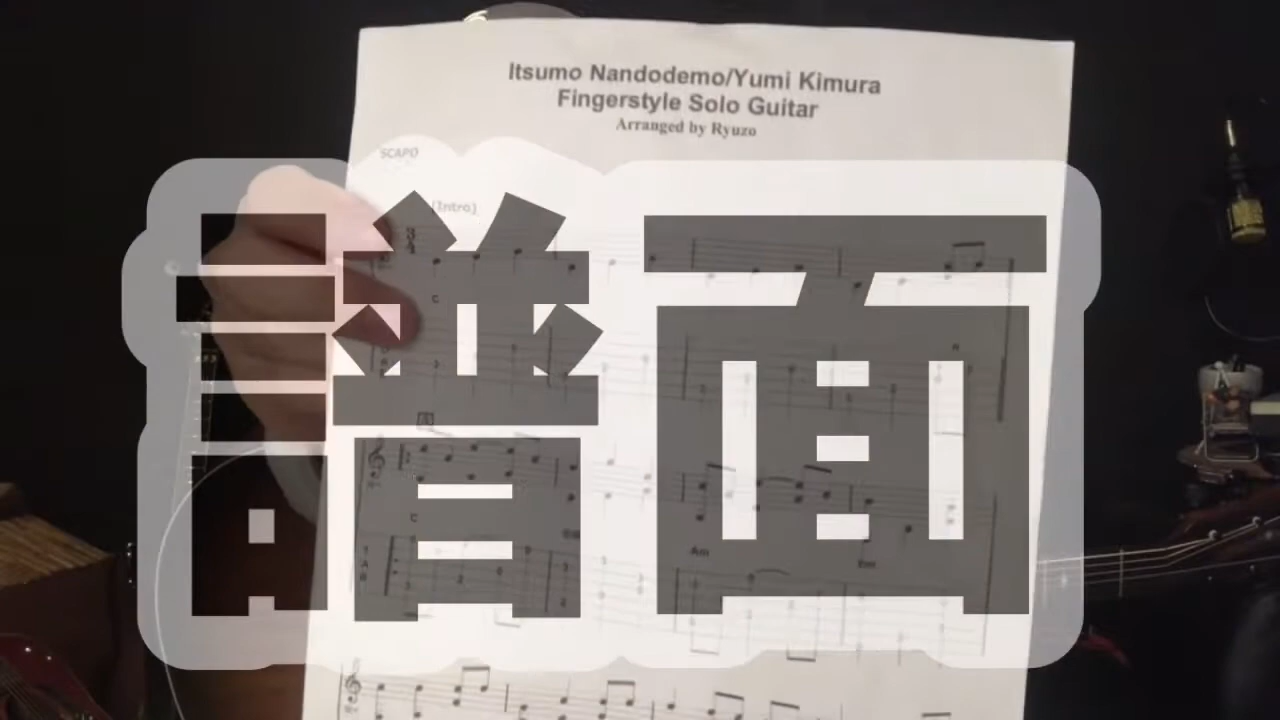 Itsumo Nandodemo/Yumi Kimura
Fingerstyle Solo Guitar
Arranged by Ryuzo
5CAPO
[Intro]
譜面
C
A
C
Am
Em